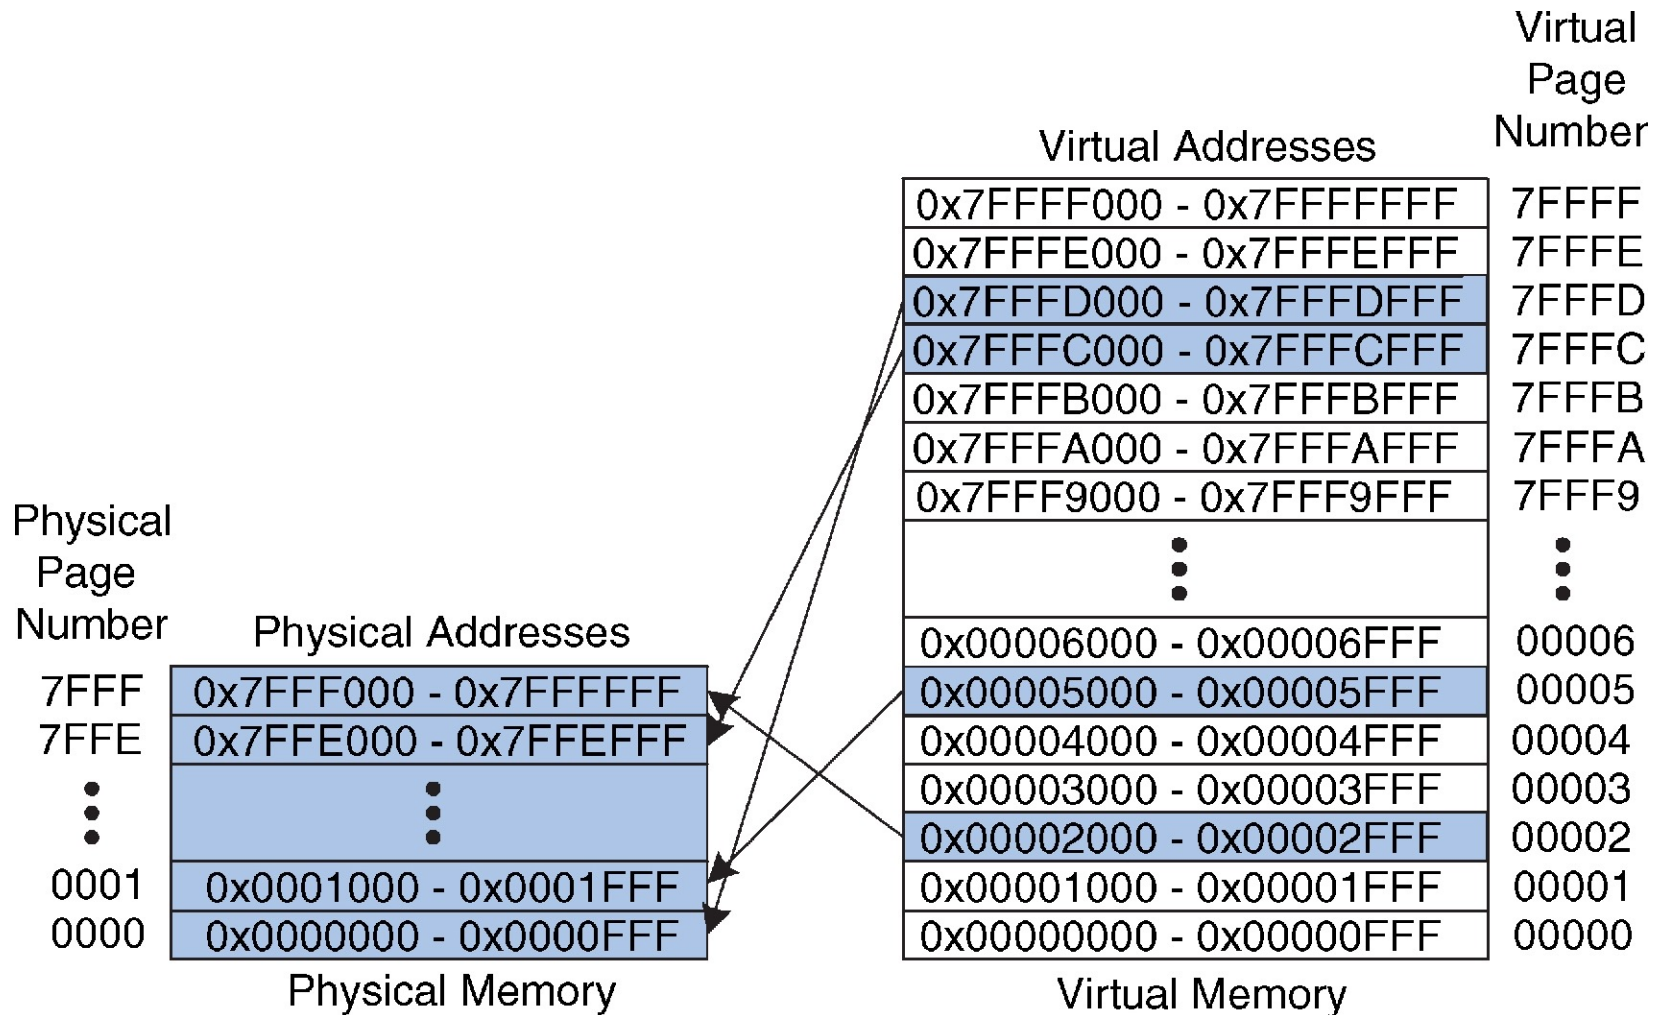 Virtual
Page
Number
Virtual Addresses
0x7FFFF000 - 0x7FFFFFFF 7FFFF
0x7FFFE000 - 0x7FFFEFFF 7FFFE
0x7FFFD000 - 0x7FFFDFFF 7FFFD
0x7FFFC000 - 0x7FFFCFFF 7FFFC
0x7FFFB000 - 0x7FFFBFFF 7FFFB
0x7FFFA000 - 0x7FFFAFFF 7FFFA
0x7FFF9000 - 0x7FFF9FFF 7FFF9
0x00006000 - 0x00006FFF 00006
0x00005000 - 0x00005FFF 00005
0x00004000 - 0x00004FFF 00004
0x00003000 - 0x00003FFF 00003
0x00002000 - 0x00002FFF 00002
0x00001000 - 0x00001FFF 00001
0x00000000 - 0x00000FFF 00000
Virtual Memory
Physical
Page
Number
Physical Addresses
7FFF 0x7FFF000 - 0x7FFFFFF
7FFE 0x7FFE000 - 0x7FFEFFF
0001 0x0001000 - 0x0001FFF
0000 0x0000000 - 0x0000FFF
Physical Memory